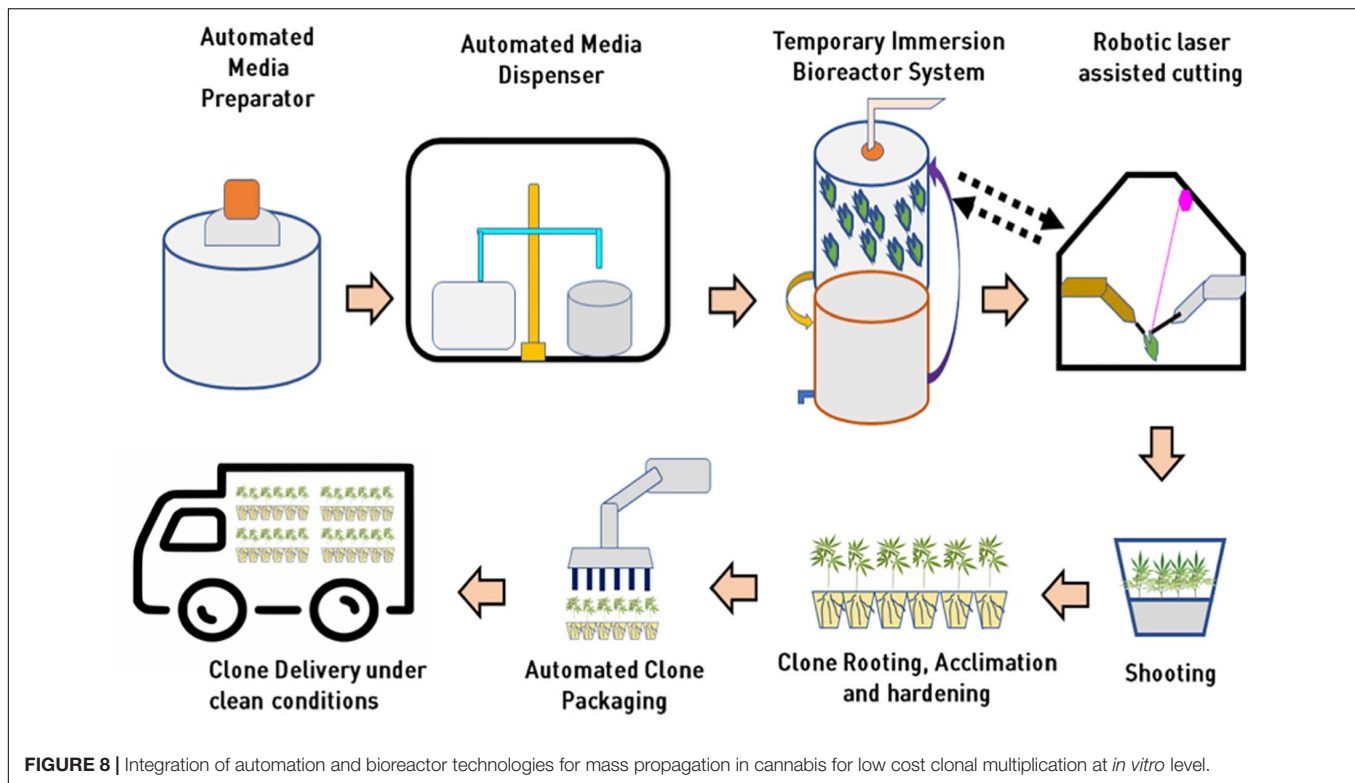 Automated
Media
Preparator
Automated Media
Dispenser
Temporary Immersion
Bioreactor System
Robotic laser
assisted cutting
Clone Delivery under
clean conditions
Automated Clone
Packaging
Clone Rooting, Acclimation
and hardening
Shooting
FIGURE 8 | Integration of automation and bioreactor technologies for mass propagation in cannabis for low cost clonal multiplication at in vitro level.